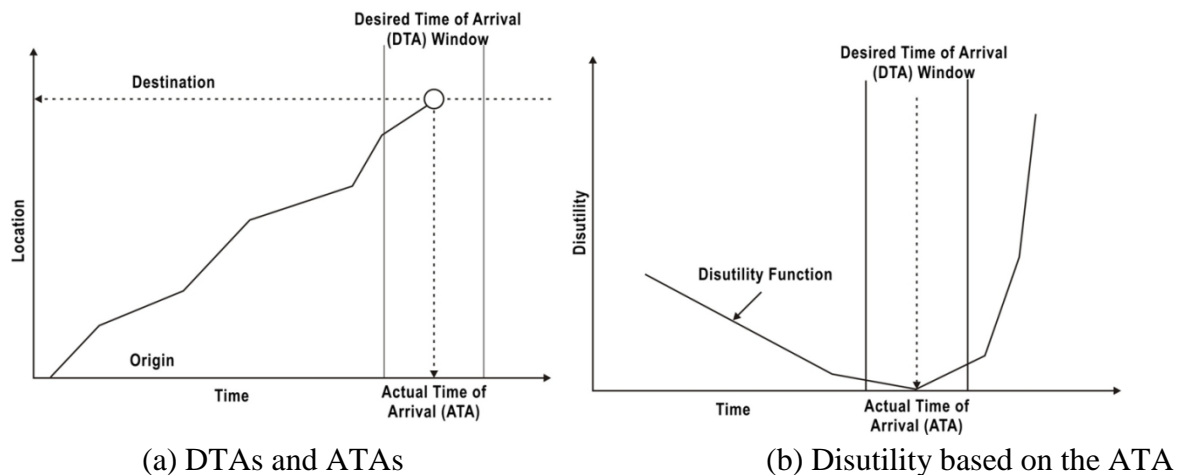 Desired Time of Arrival
(DTA) Window
Destination
Location
Origin
Time
Actual Time of
Arrival (ATA)
(a) DTAs and ATAs
Desired Time of Arrival
(DTA) Window
Disutility
Disutility Function
Time
Actual Time of
Arrival (ATA)
(b) Disutility based on the ATA